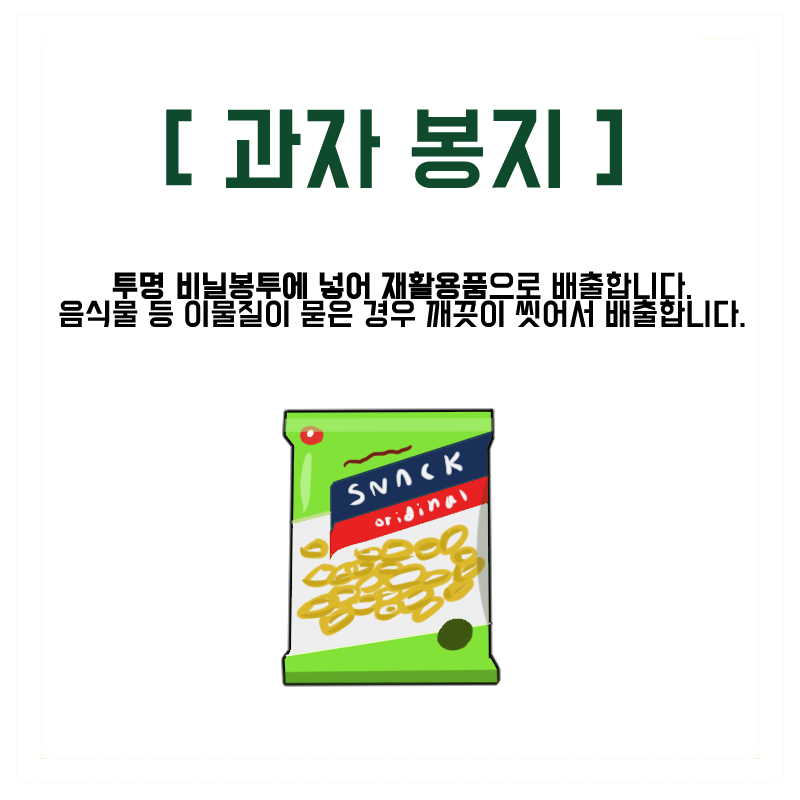 [ 과자 봉지 ]
투명 비닐봉투에 넣어 재활용품으로 배출합니다.
음식물 등 이물질이 묻은 경우 깨끗이 씻어서 배출합니다.
SNACK
original